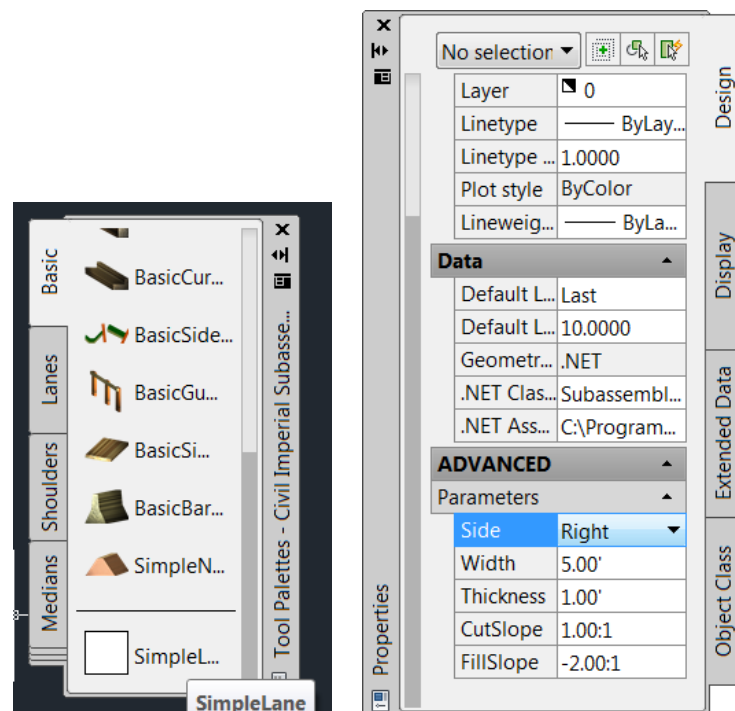 Basic
Lanes
Shoulders
Medians
BasicCur...
BasicSide...
BasicGu...
BasicSi...
BasicBar...
SimpleN...
SimpleL...
SimpleLane
Tool Palettes - Civil Imperial Subasse...
Properties
No selection
Layer 0
Linetype ByLay...
Linetype ... 1.0000
Plot style ByColor
Lineweig... ByLa...
Data
Default L... Last
Default L... 10.0000
Geometr... .NET
.NET Clas... Subassembl...
.NET Ass... C:\Program...
ADVANCED
Parameters
Side Right
Width 5.00'
Thickness 1.00'
CutSlope 1.00:1
FillSlope -2.00:1
Design
Display
Extended Data
Object Class